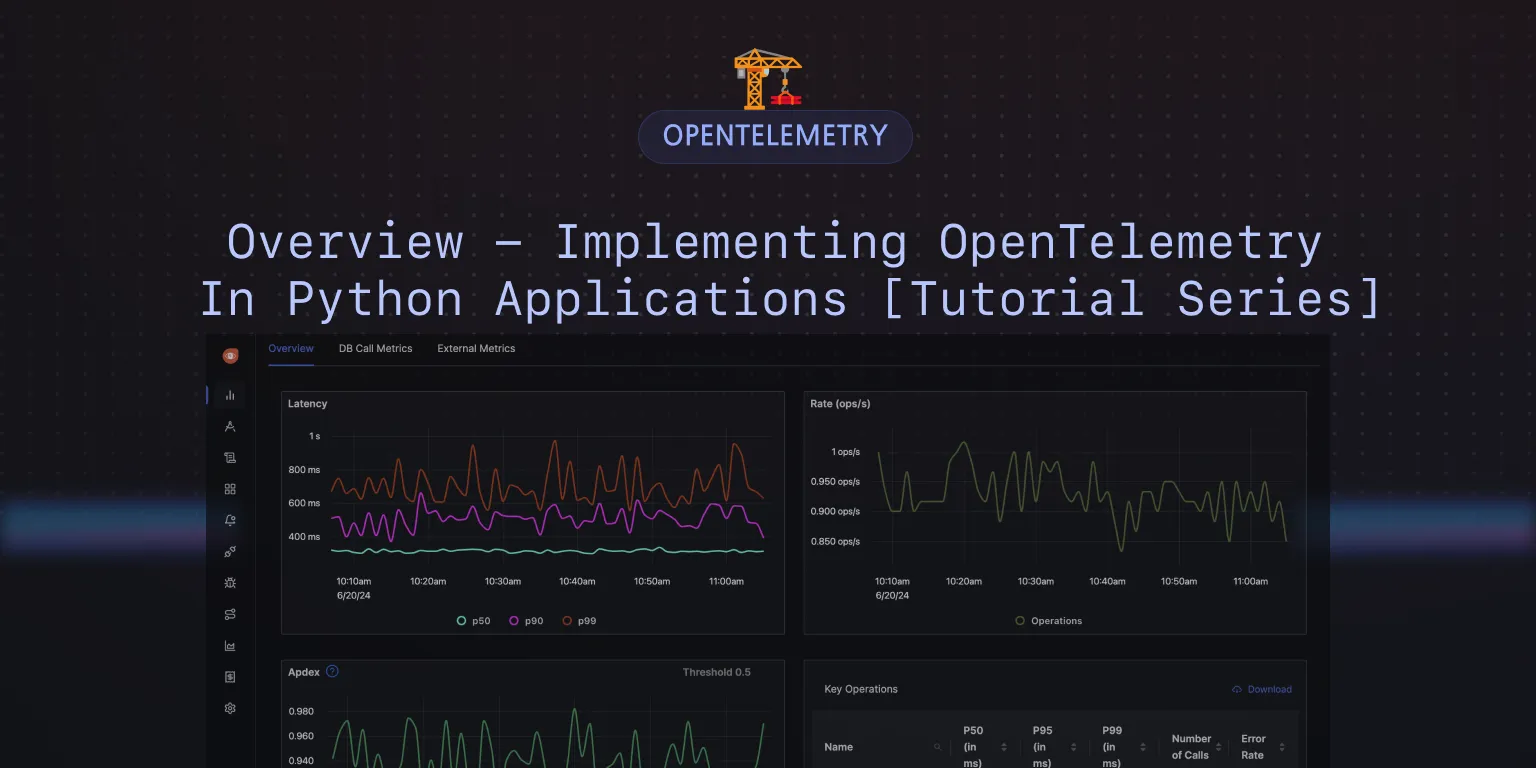 OPENTELEMETRY
Overview – Implementing OpenTelemetry
In Python Applications [Tutorial Series]
Overview
DB Call Metrics
External Metrics
Latency
1 s
800 ms
600 ms
400 ms
10:10am
10:20am
10:30am
10:40am
10:50am
11:00am
6/20/24
p50
p90
p99
Rate (ops/s)
1 ops/s
0.950 ops/s
0.900 ops/s
0.850 ops/s
10:10am
10:20am
10:30am
10:40am
10:50am
11:00am
6/20/24
Operations
Apdex
?
Threshold 0.5
0.980
0.960
0.940
Key Operations
Download
Name
P50
(in
ms)
P95
(in
ms)
P99
(in
ms)
Number
of Calls
Error
Rate